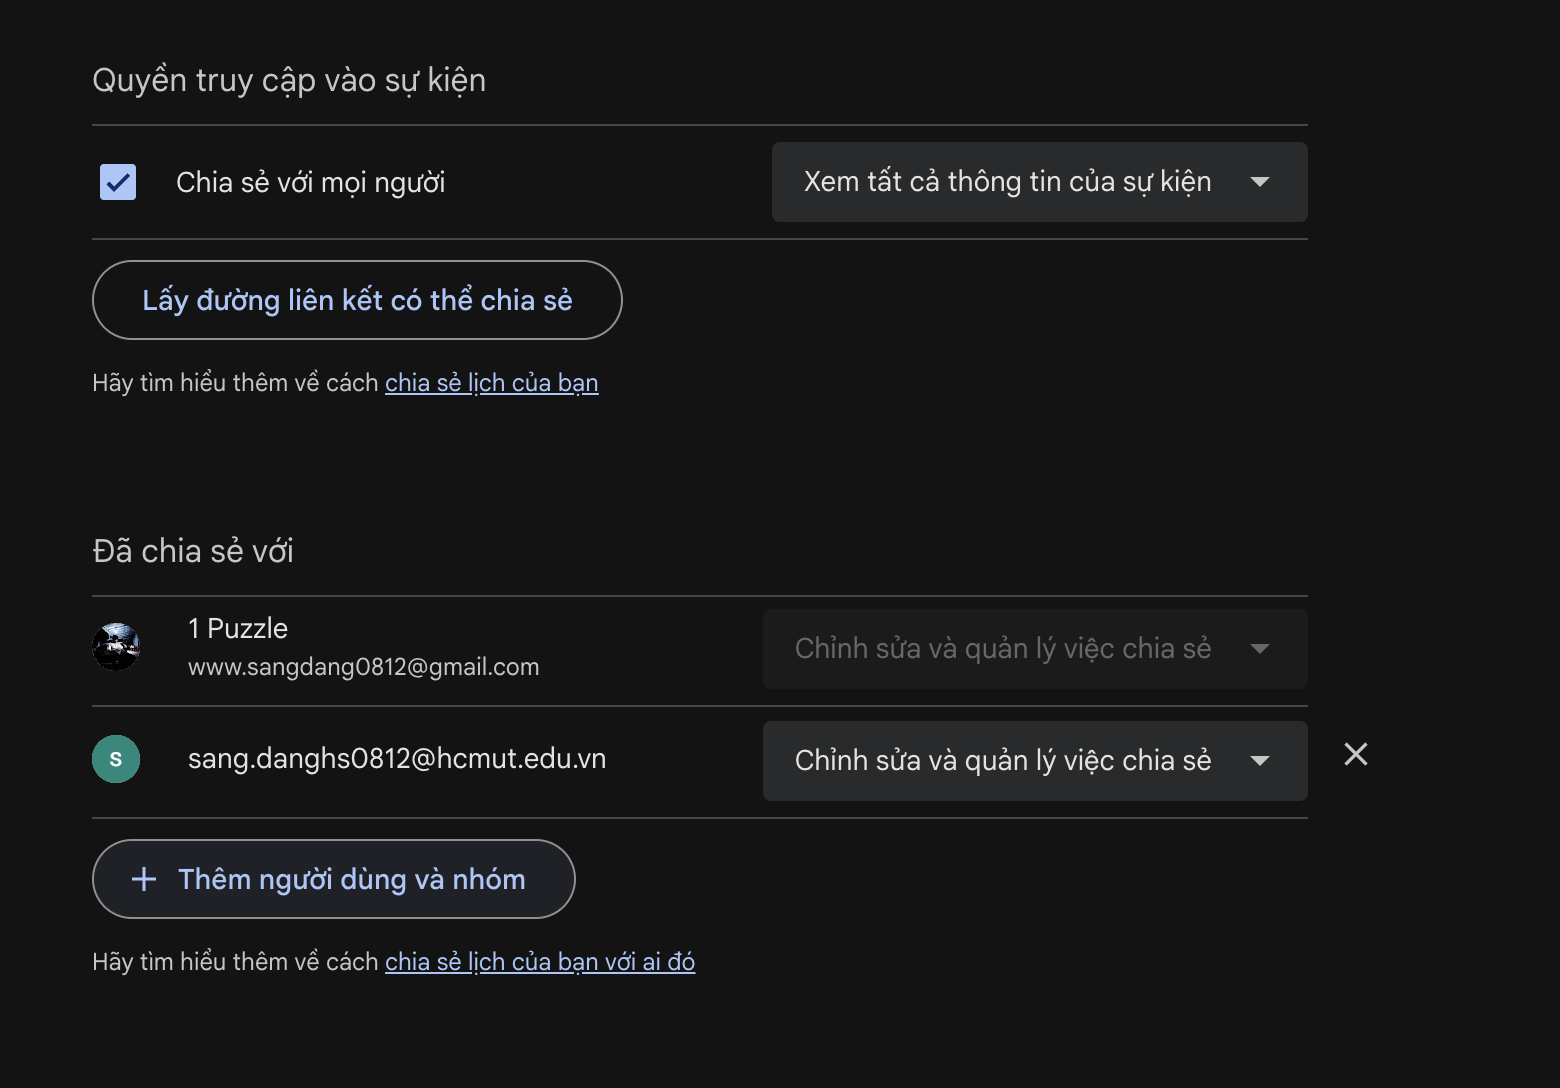 Quyền truy cập vào sự kiện
Chia sẻ với mọi người
Xem tất cả thông tin của sự kiện
Lấy đường liên kết có thể chia sẻ
Hãy tìm hiểu thêm về cách chia sẻ lịch của bạn
Đã chia sẻ với
1 Puzzle
www.sangdang0812@gmail.com
Chỉnh sửa và quản lý việc chia sẻ
S
sang.danghs0812@hcmut.edu.vn
Chỉnh sửa và quản lý việc chia sẻ
Thêm người dùng và nhóm
Hãy tìm hiểu thêm về cách chia sẻ lịch của bạn với ai đó